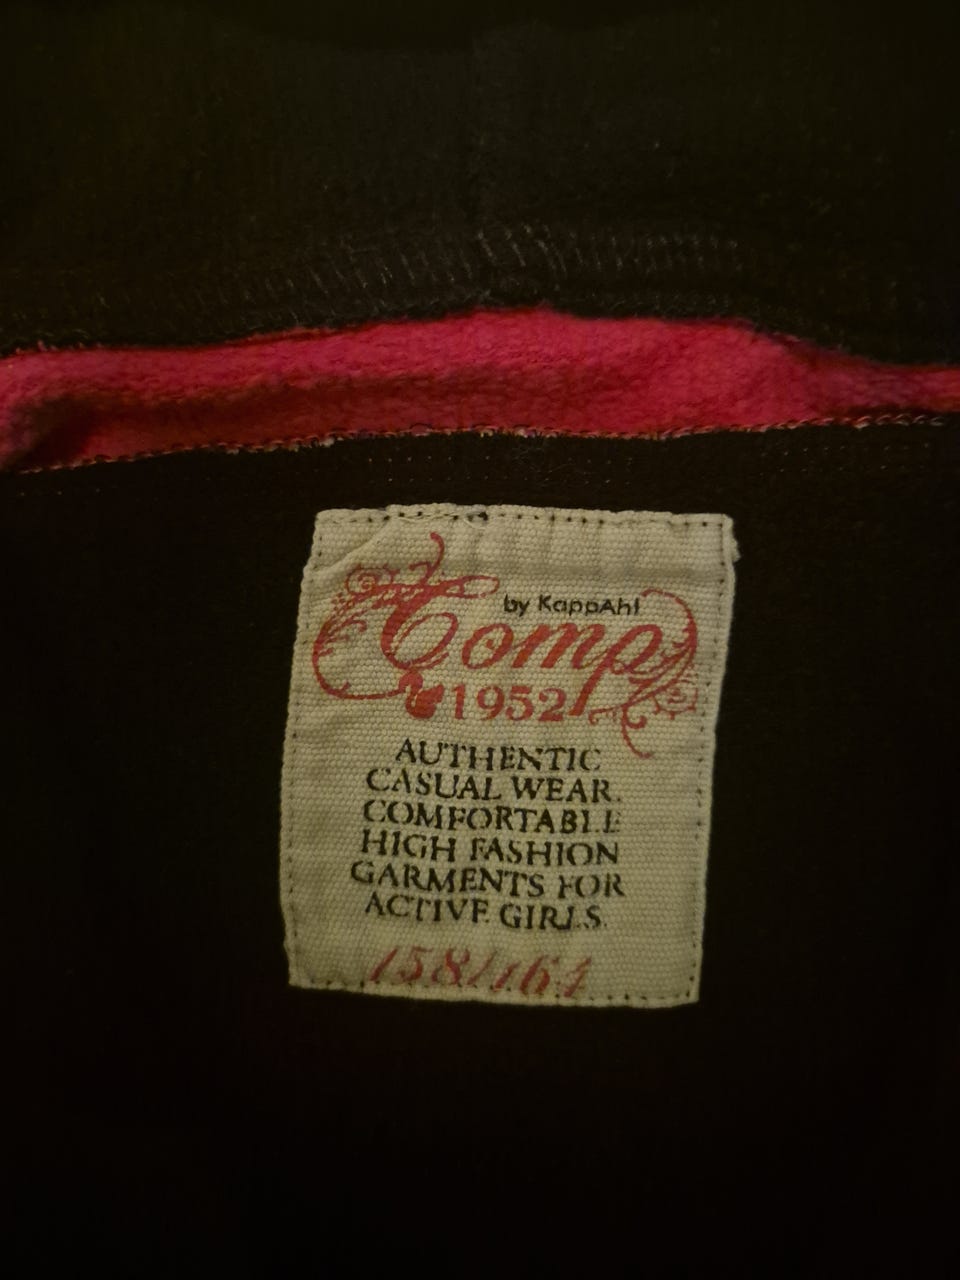 by KappAhl
Comp
1952
AUTHENTIC
CASUAL WEAR.
COMFORTABLE
HIGH FASHION
GARMENTS FOR
ACTIVE GIRLS.
158/164